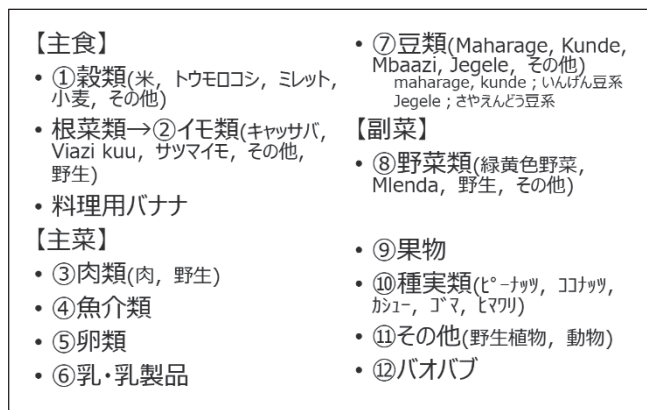 【主食】
• ①穀類(米, トウモロコシ, ミレット,
小麦, その他)
• 根菜類→②イモ類(キャッサバ,
Viazi kuu, サツマイモ, その他,
野生)
• 料理用バナナ
【主菜】
• ③肉類(肉, 野生)
• ④魚介類
• ⑤卵類
• ⑥乳・乳製品
• ⑦豆類(Maharage, Kunde,
Mbaazi, Jegele, その他)
maharage, kunde ; いんげん豆系
Jegele ; さやえんどう豆系
【副菜】
• ⑧野菜類(緑黄色野菜,
Mlenda, 野生, その他)
• ⑨果物
• ⑩種実類(ﾋﾟｰﾅｯﾂ, ｺｺﾅｯﾂ,
ｶｼｭｰ, ｺﾞﾏ, ﾋﾏﾜﾘ)
• ⑪その他(野生植物, 動物)
• ⑫バオバブ